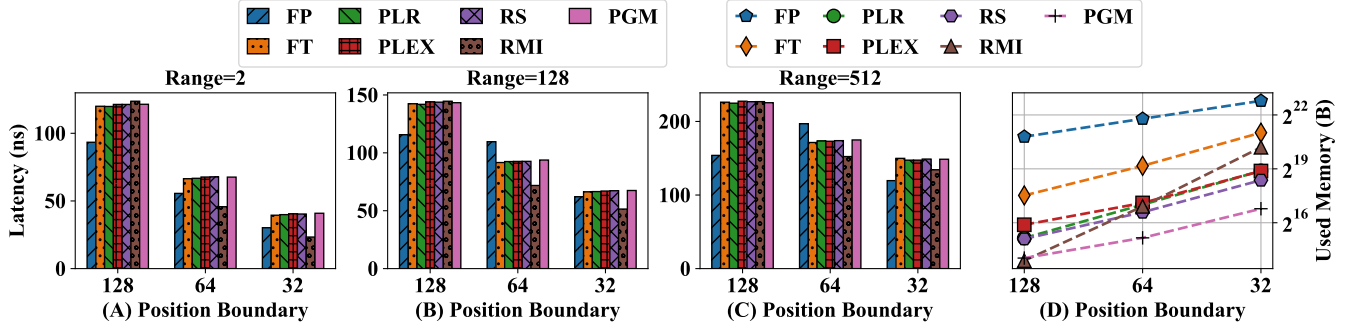 FP PLR RS PGM
FT PLEX RMI
FP PLR RS PGM
FT PLEX RMI
Range=2
Range=128
Range=512
Latency (ns)
100
50
0
128 64 32
(A) Position Boundary
150
100
50
0
128 64 32
(B) Position Boundary
200
100
0
128 64 32
(C) Position Boundary
2^22
2^19
2^16
Used Memory (B)
128 64 32
(D) Position Boundary